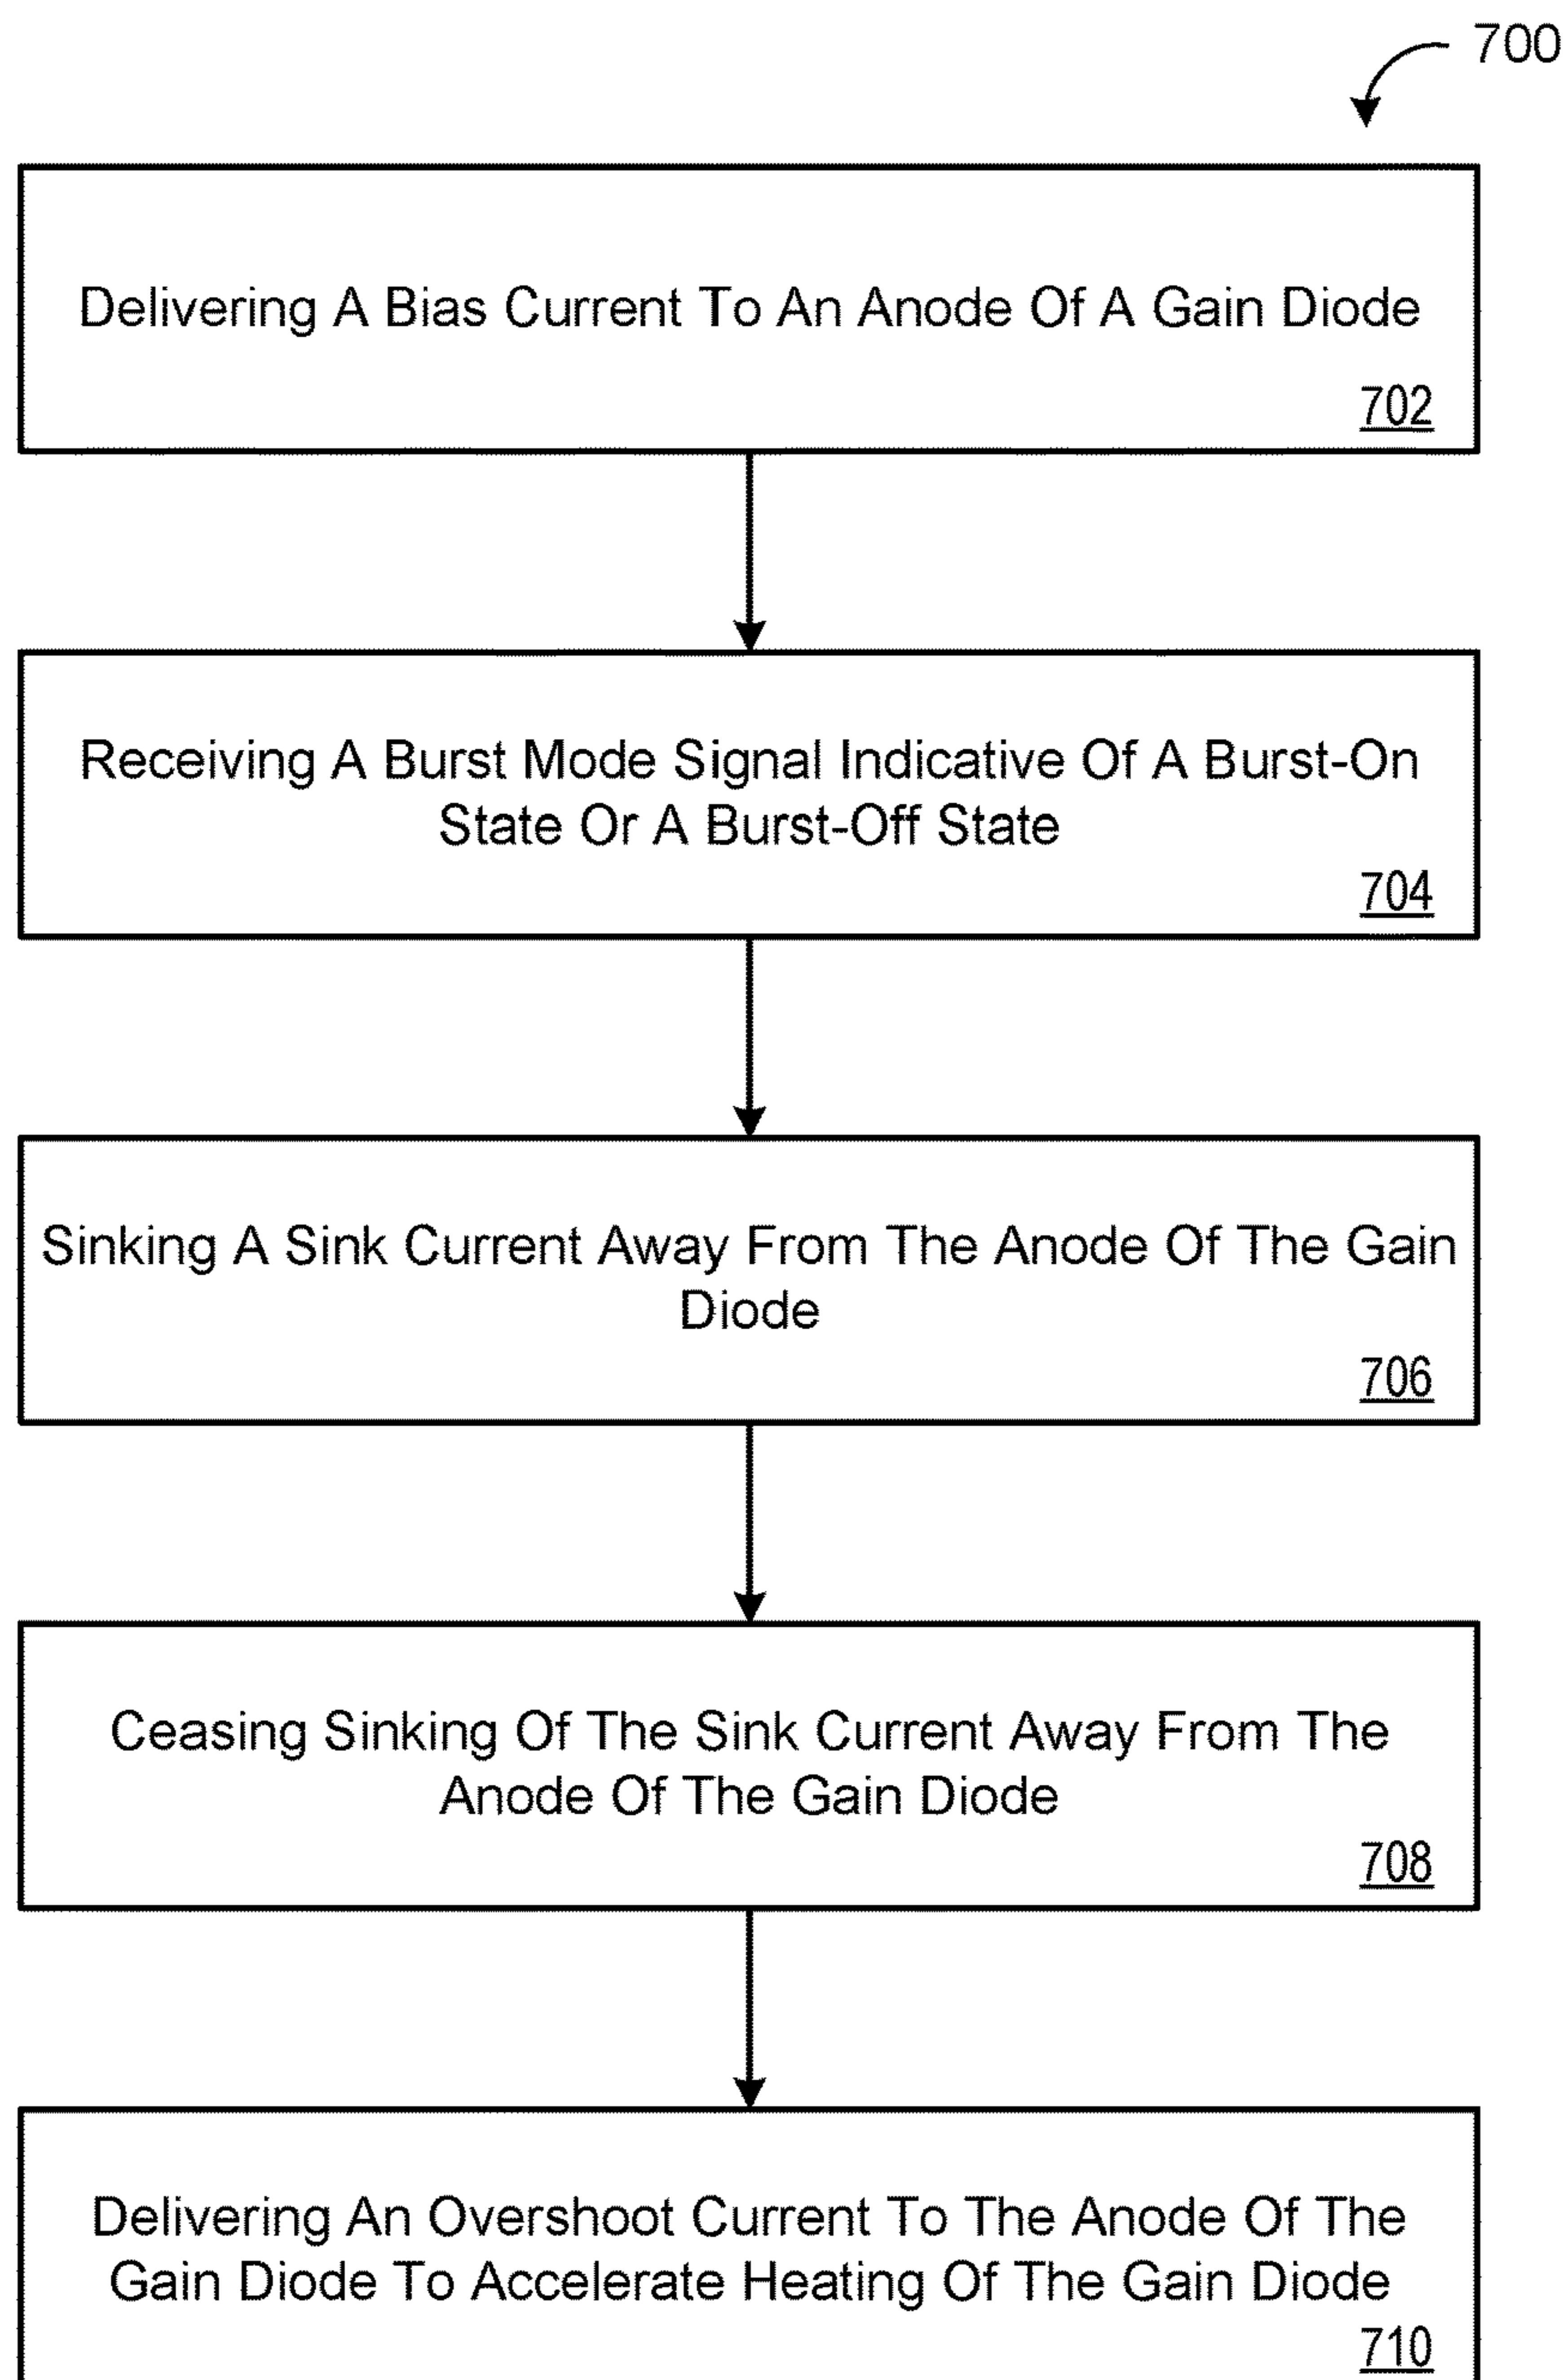 700
Delivering A Bias Current To An Anode Of A Gain Diode
702
Receiving A Burst Mode Signal Indicative Of A Burst-On
State Or A Burst-Off State
704
Sinking A Sink Current Away From The Anode Of The Gain
Diode
706
Ceasing Sinking Of The Sink Current Away From The
Anode Of The Gain Diode
708
Delivering An Overshoot Current To The Anode Of The
Gain Diode To Accelerate Heating Of The Gain Diode
710